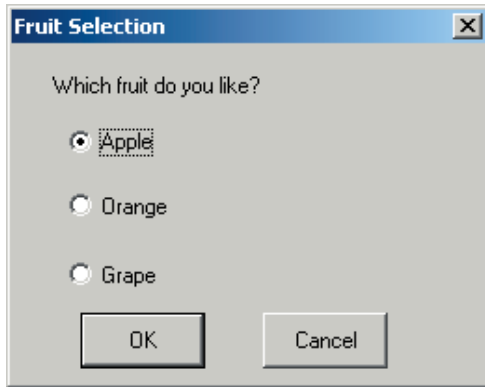 Fruit Selection
Which fruit do you like?
Apple
Orange
Grape
OK Cancel